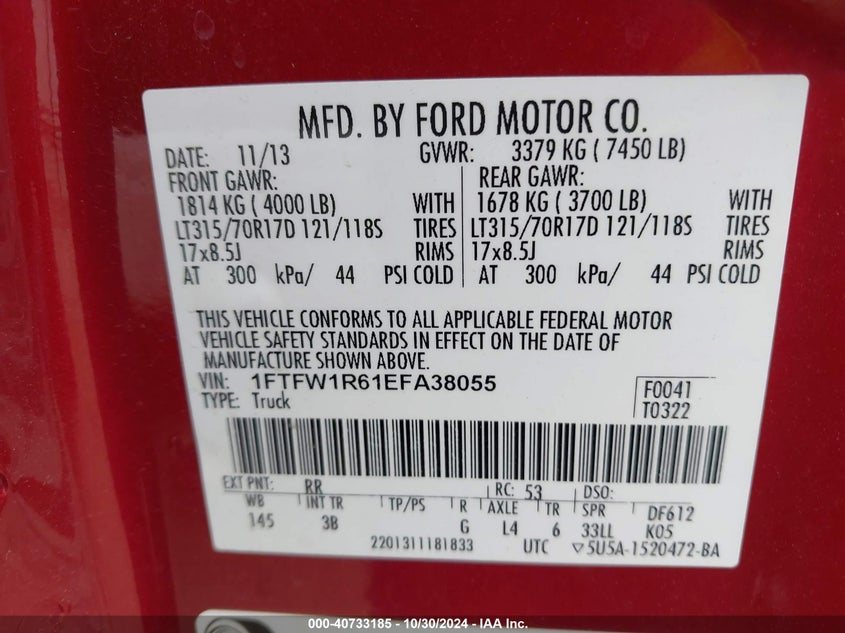 MFD. BY FORD MOTOR CO.
DATE: 11/13 GVWR: 3379 KG ( 7450 LB)
FRONT GAWR: REAR GAWR:
1814 KG ( 4000 LB) WITH 1678 KG ( 3700 LB) WITH
LT315/70R17D 121/118S TIRES LT315/70R17D 121/118S TIRES
17x8.5J RIMS 17x8.5J RIMS
AT 300 kPa/ 44 PSI COLD AT 300 kPa/ 44 PSI COLD
THIS VEHICLE CONFORMS TO ALL APPLICABLE FEDERAL MOTOR
VEHICLE SAFETY STANDARDS IN EFFECT ON THE DATE OF
MANUFACTURE SHOWN ABOVE.
VIN: 1FTFW1R61EFA38055 F0041
TYPE: Truck T0322
EXT PNT: RR RC: 53 DSO:
WB INT TR TP/PS R AXLE TR SPR DF612
145 3B G L4 6 33LL K05
2201311181833 UTC ▽5U5A-1520472-BA
000-40733185 - 10/30/2024 - IAA Inc.